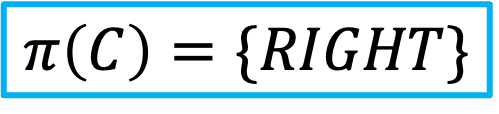 π(C) = {RIGHT}